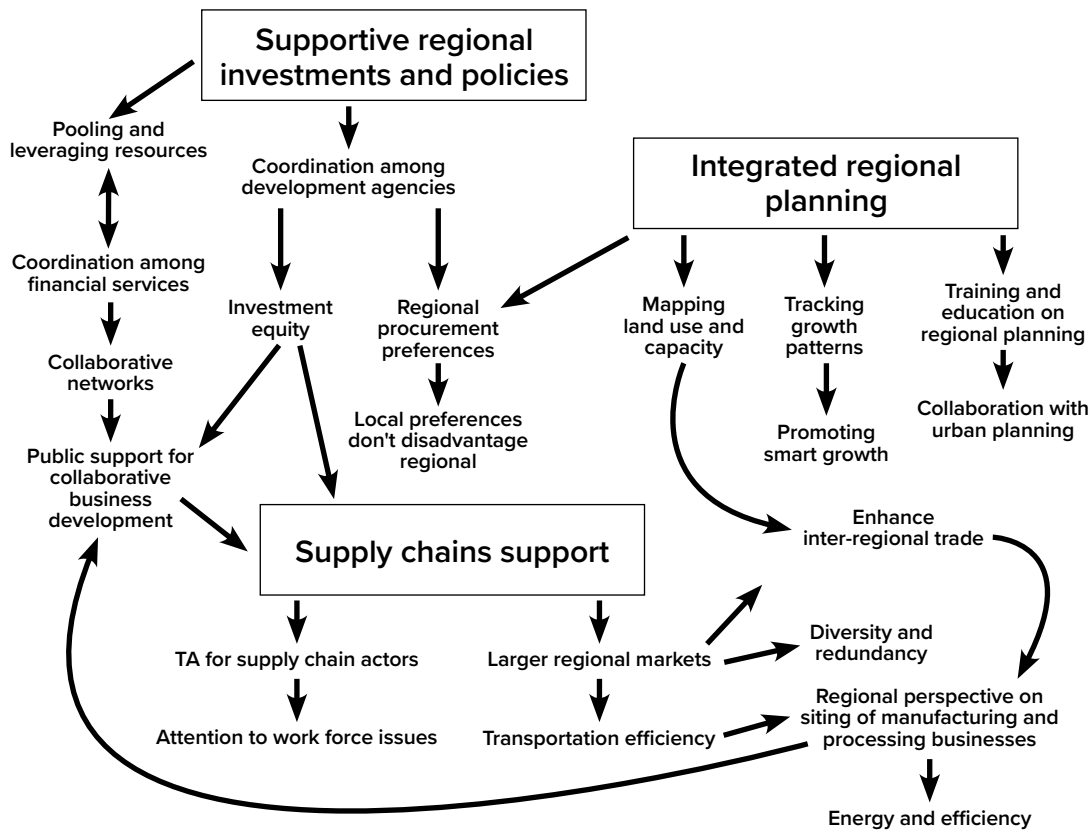 Supportive regional
investments and policies
Pooling and
leveraging resources
Coordination among
development agencies
Integrated regional
planning
Coordination among
financial services
Investment
equity
Regional
procurement
preferences
Mapping
land use and
capacity
Tracking
growth
patterns
Training and
education on
regional planning
Collaborative
networks
Local preferences
don't disadvantage
regional
Promoting
smart growth
Collaboration with
urban planning
Public support for
collaborative
business
development
Supply chains support
Enhance
inter-regional trade
TA for supply chain actors
Larger regional markets
Diversity and
redundancy
Attention to work force issues
Transportation efficiency
Regional perspective on
siting of manufacturing and
processing businesses
Energy and efficiency